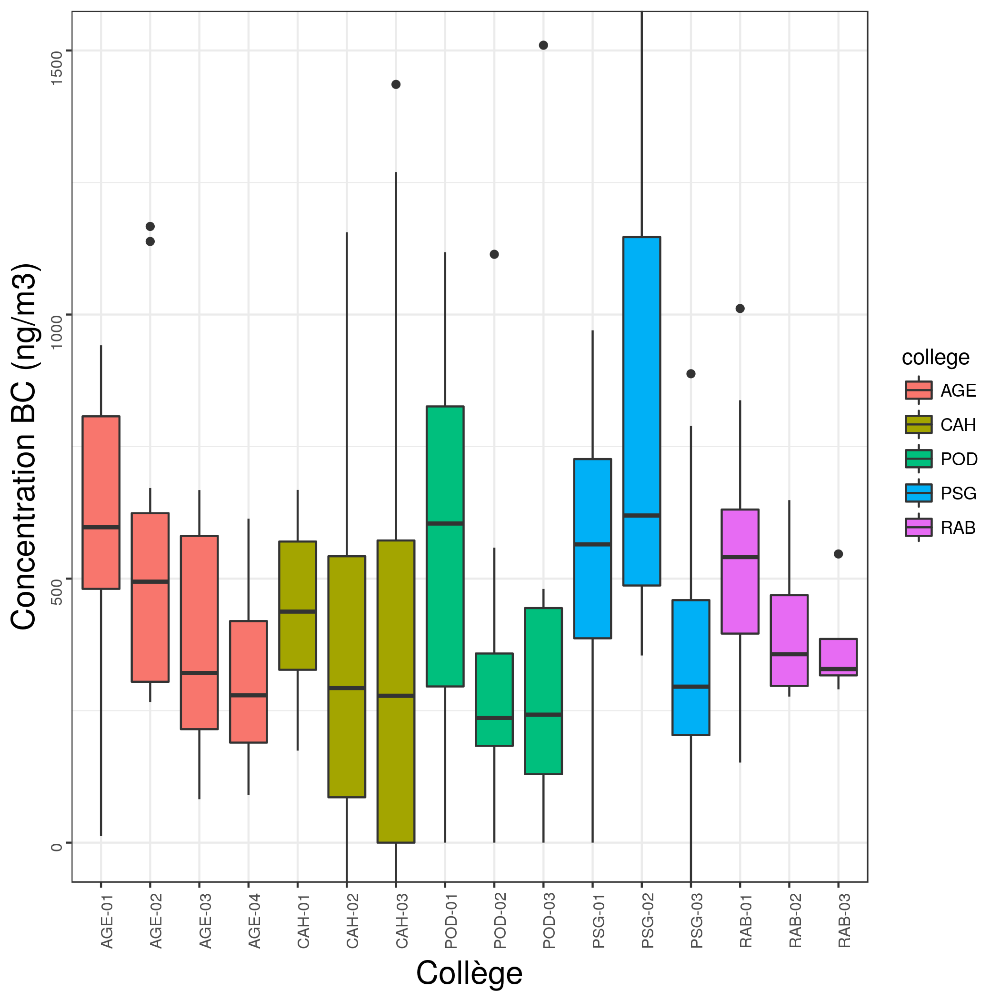 Concentration BC (ng/m3)
1500
1000
500
0
AGE-01
AGE-02
AGE-03
AGE-04
CAH-01
CAH-02
CAH-03
POD-01
POD-02
POD-03
PSG-01
PSG-02
PSG-03
RAB-01
RAB-02
RAB-03
Collège
college
AGE
CAH
POD
PSG
RAB